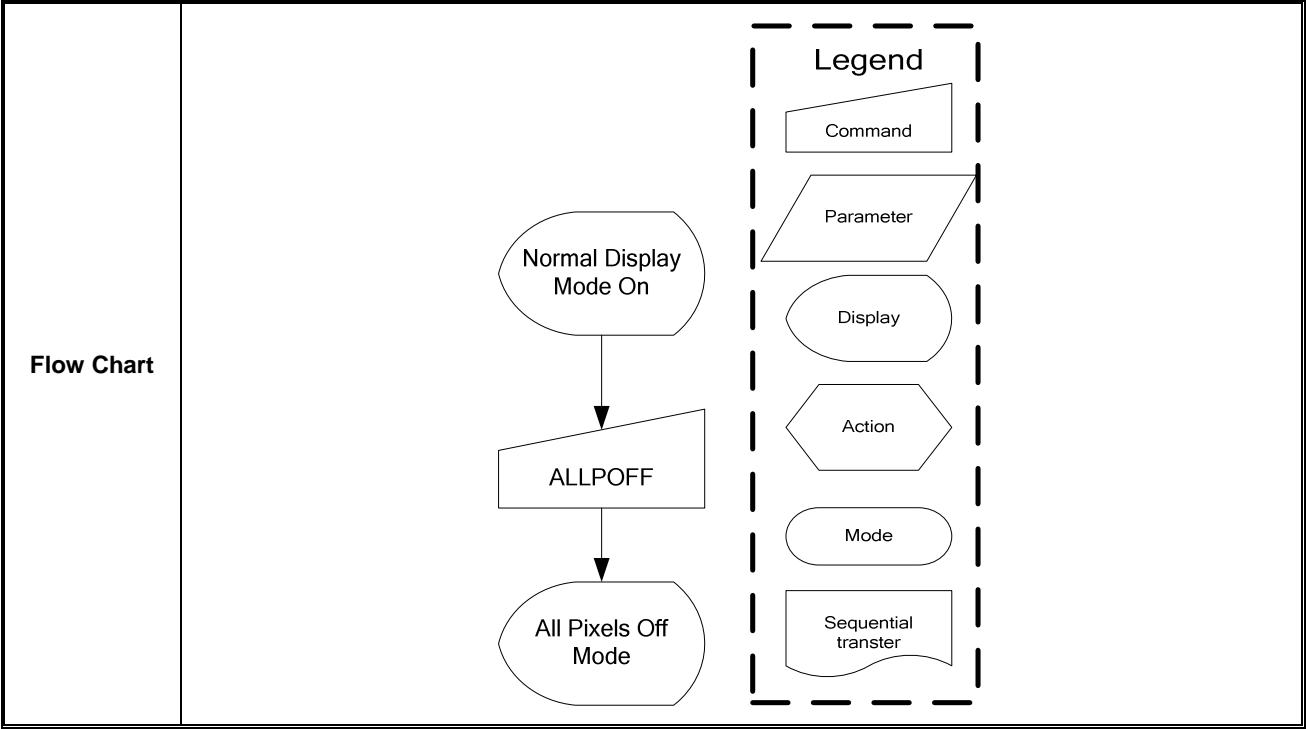 Flow Chart
Normal Display
Mode On
ALLPOFF
All Pixels Off
Mode
Legend
Command
Parameter
Display
Action
Mode
Sequential
transter